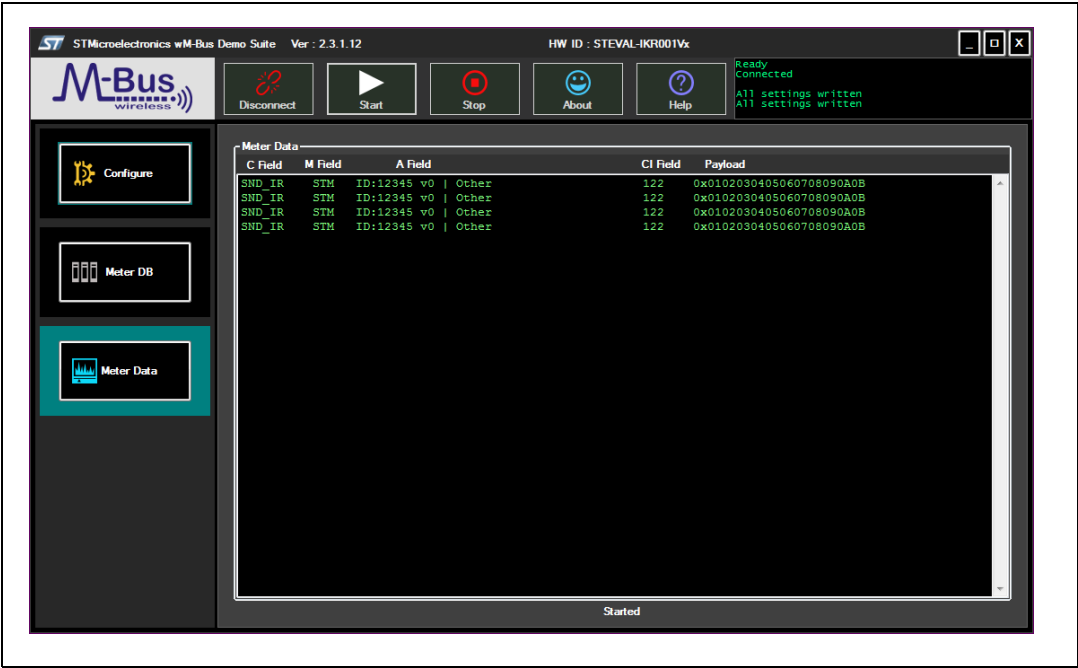 STMicroelectronics wM-Bus Demo Suite Ver : 2.3.1.12 HW ID : STEVAL-IKR001Vx
M-Bus
wireless
Disconnect Start Stop About Help
Ready
Connected
All settings written
All settings written
Configure
Meter DB
Meter Data
Meter Data
C Field M Field A Field CI Field Payload
SND_IR STM ID:12345 v0 | Other 122 0x0102030405060708090A0B
SND_IR STM ID:12345 v0 | Other 122 0x0102030405060708090A0B
SND_IR STM ID:12345 v0 | Other 122 0x0102030405060708090A0B
SND_IR STM ID:12345 v0 | Other 122 0x0102030405060708090A0B
Started